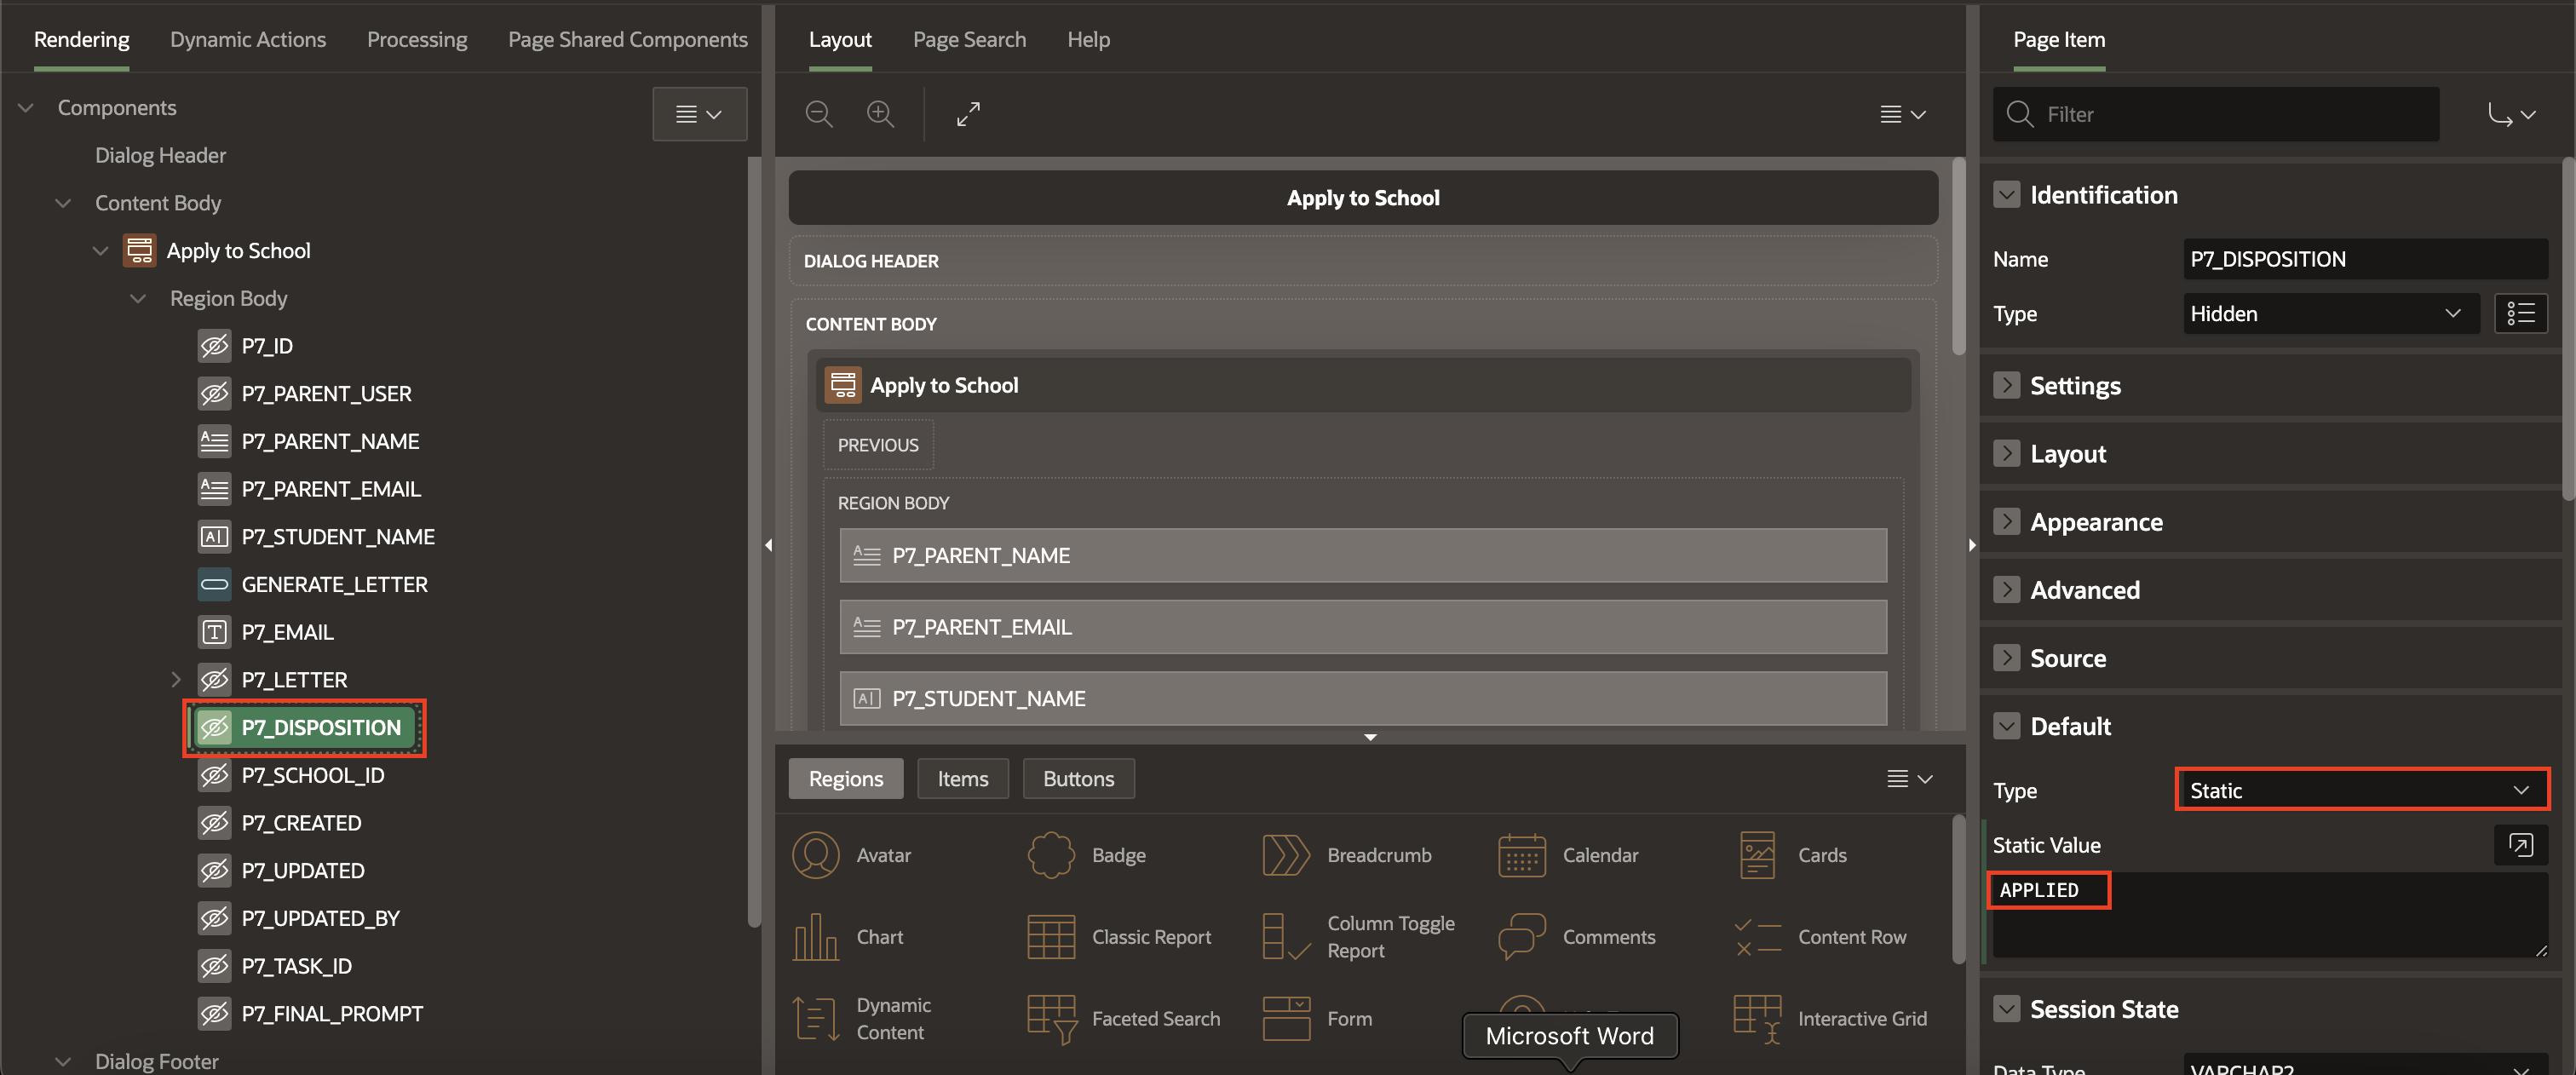 Rendering
Dynamic Actions
Processing
Page Shared Components
Components
Dialog Header
Content Body
Apply to School
Region Body
P7_ID
P7_PARENT_USER
P7_PARENT_NAME
P7_PARENT_EMAIL
P7_STUDENT_NAME
GENERATE_LETTER
P7_EMAIL
P7_LETTER
P7_DISPOSITION
P7_SCHOOL_ID
P7_CREATED
P7_UPDATED
P7_UPDATED_BY
P7_TASK_ID
P7_FINAL_PROMPT
Dialog Footer
Layout
Page Search
Help
Apply to School
DIALOG HEADER
CONTENT BODY
Apply to School
PREVIOUS
REGION BODY
P7_PARENT_NAME
P7_PARENT_EMAIL
P7_STUDENT_NAME
Regions
Items
Buttons
Avatar
Badge
Breadcrumb
Calendar
Cards
Chart
Classic Report
Column Toggle
Report
Comments
Content Row
Dynamic
Content
Faceted Search
Form
Interactive Grid
Microsoft Word
Page Item
Filter
Identification
Name
P7_DISPOSITION
Type
Hidden
Settings
Layout
Appearance
Advanced
Source
Default
Type
Static
Static Value
APPLIED
Session State
Data Type
VARCHAR2